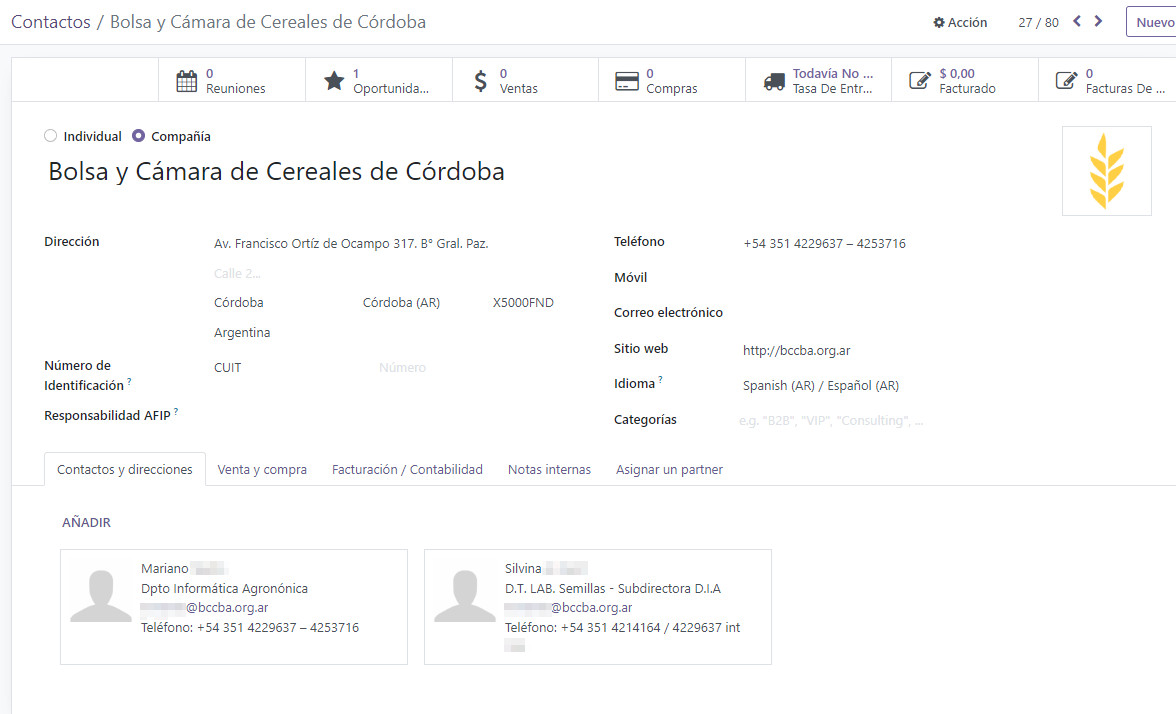 Contactos / Bolsa y Cámara de Cereales de Córdoba
Acción
27 / 80
Nuevo
0
Reuniones
1
Oportunida...
0
Ventas
0
Compras
Todavía No ...
Tasa De Entr...
$ 0,00
Facturado
0
Facturas De ...
Individual
Compañía
Bolsa y Cámara de Cereales de Córdoba
Dirección
Av. Francisco Ortíz de Ocampo 317. B° Gral. Paz.
Calle 2...
Córdoba
Córdoba (AR)
X5000FND
Argentina
Número de
Identificación ?
CUIT
Número
Responsabilidad AFIP ?
Teléfono
+54 351 4229637 – 4253716
Móvil
Correo electrónico
Sitio web
http://bccba.org.ar
Idioma ?
Spanish (AR) / Español (AR)
Categorías
e.g. "B2B", "VIP", "Consulting", ...
Contactos y direcciones
Venta y compra
Facturación / Contabilidad
Notas internas
Asignar un partner
AÑADIR
Mariano
Dpto Informática Agronónica
@bccba.org.ar
Teléfono: +54 351 4229637 – 4253716
Silvina
D.T. LAB. Semillas - Subdirectora D.I.A
@bccba.org.ar
Teléfono: +54 351 4214164 / 4229637 int